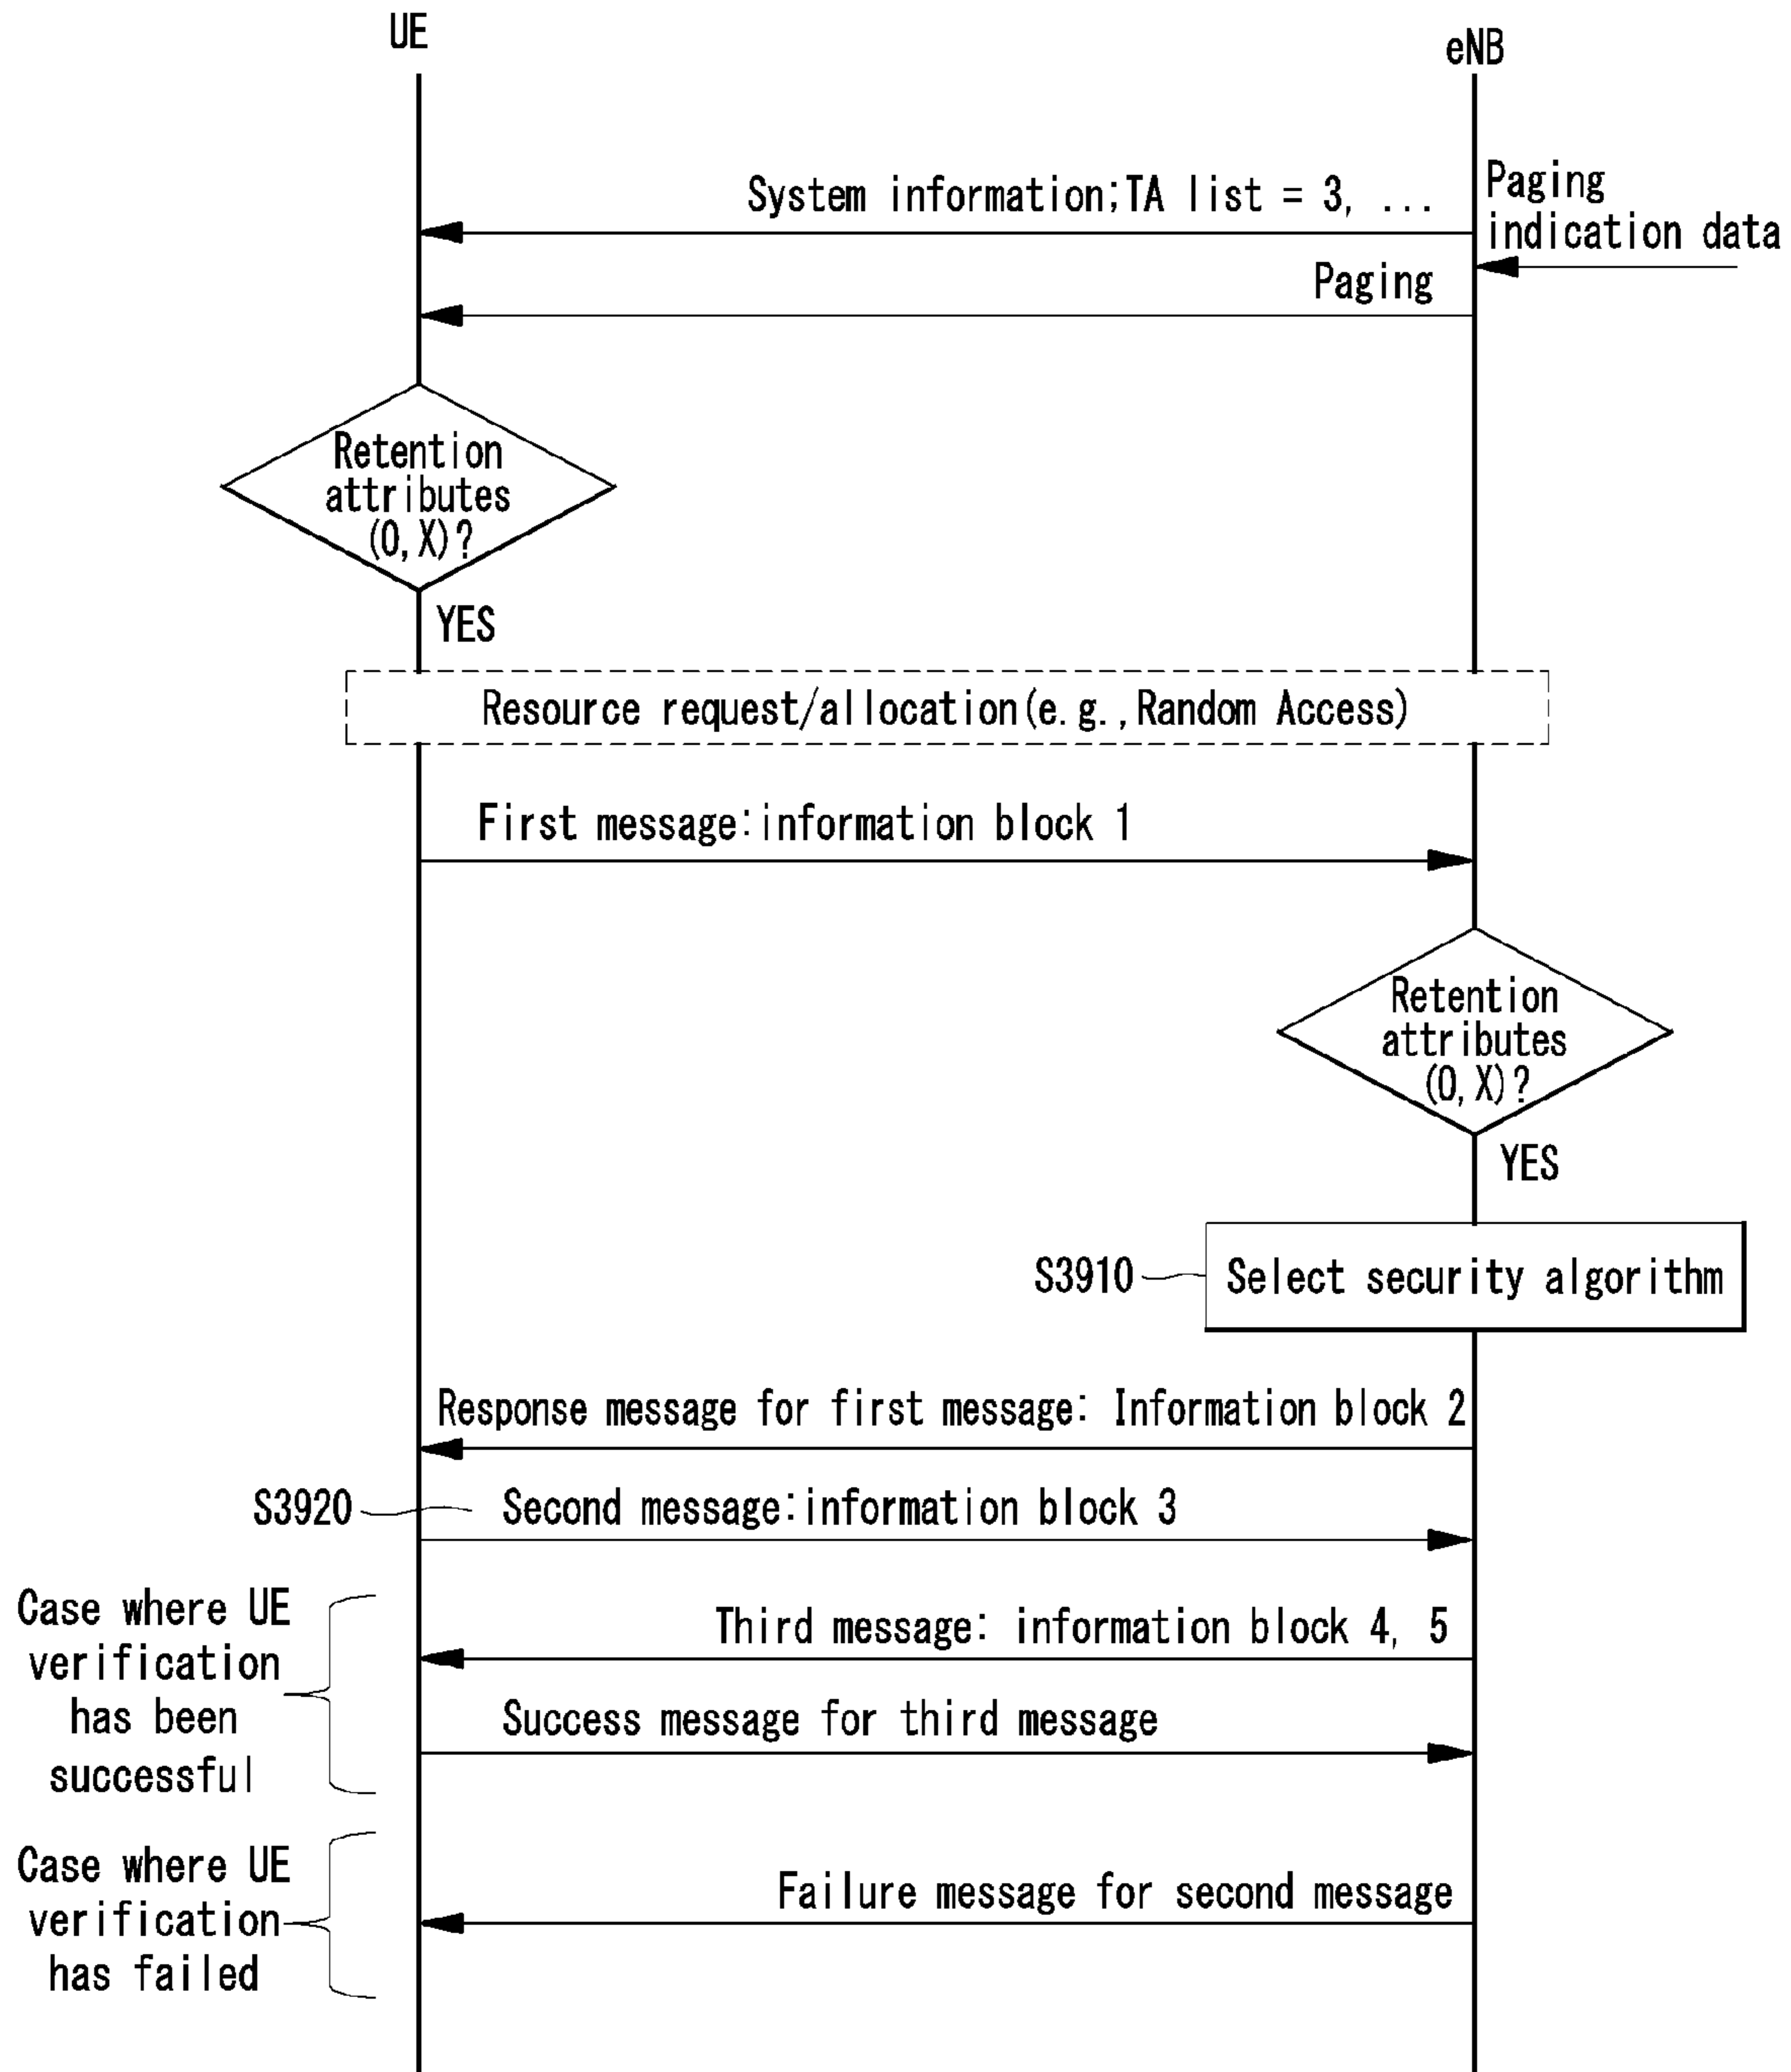 UE
eNB
System information;TA list = 3, ...
Paging
indication data
Paging
Retention
attributes
(O,X)?
YES
Resource request/allocation(e.g.,Random Access)
First message:information block 1
Retention
attributes
(O,X)?
YES
S3910
Select security algorithm
Response message for first message: Information block 2
S3920
Second message:information block 3
Case where UE
verification
has been
successful
Third message: information block 4, 5
Success message for third message
Case where UE
verification
has failed
Failure message for second message